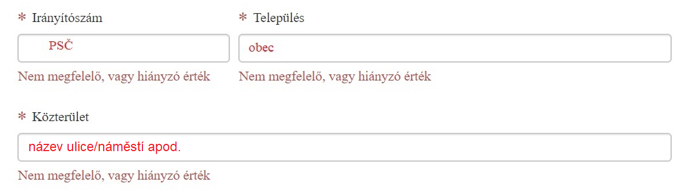 * Irányítószám * Település
PSČ obec
Nem megfelelő, vagy hiányzó érték Nem megfelelő, vagy hiányzó érték
* Közterület
název ulice/náměsti apod.
Nem megfelelő, vagy hiányzó érték